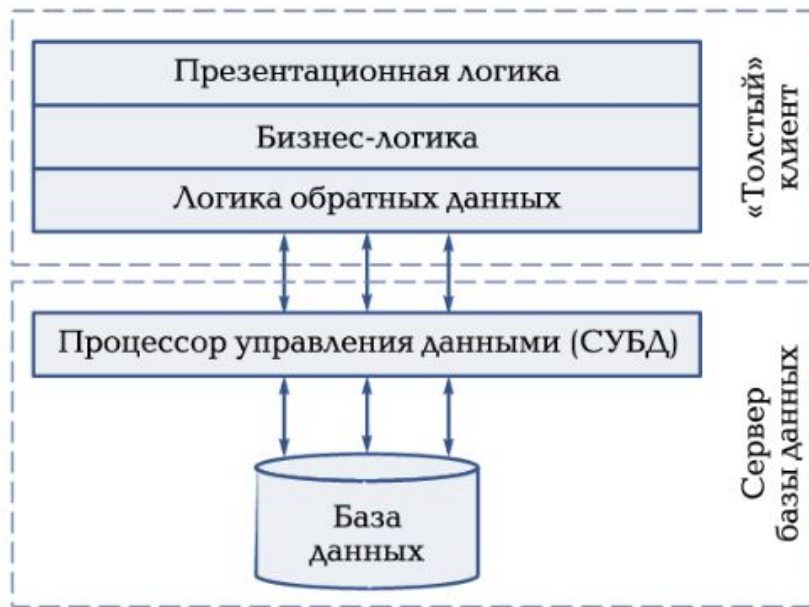 Презентационная логика
Бизнес-логика
Логика обратных данных
«Толстый»
клиент
Процессор управления данными (СУБД)
База
данных
Сервер
базы данных